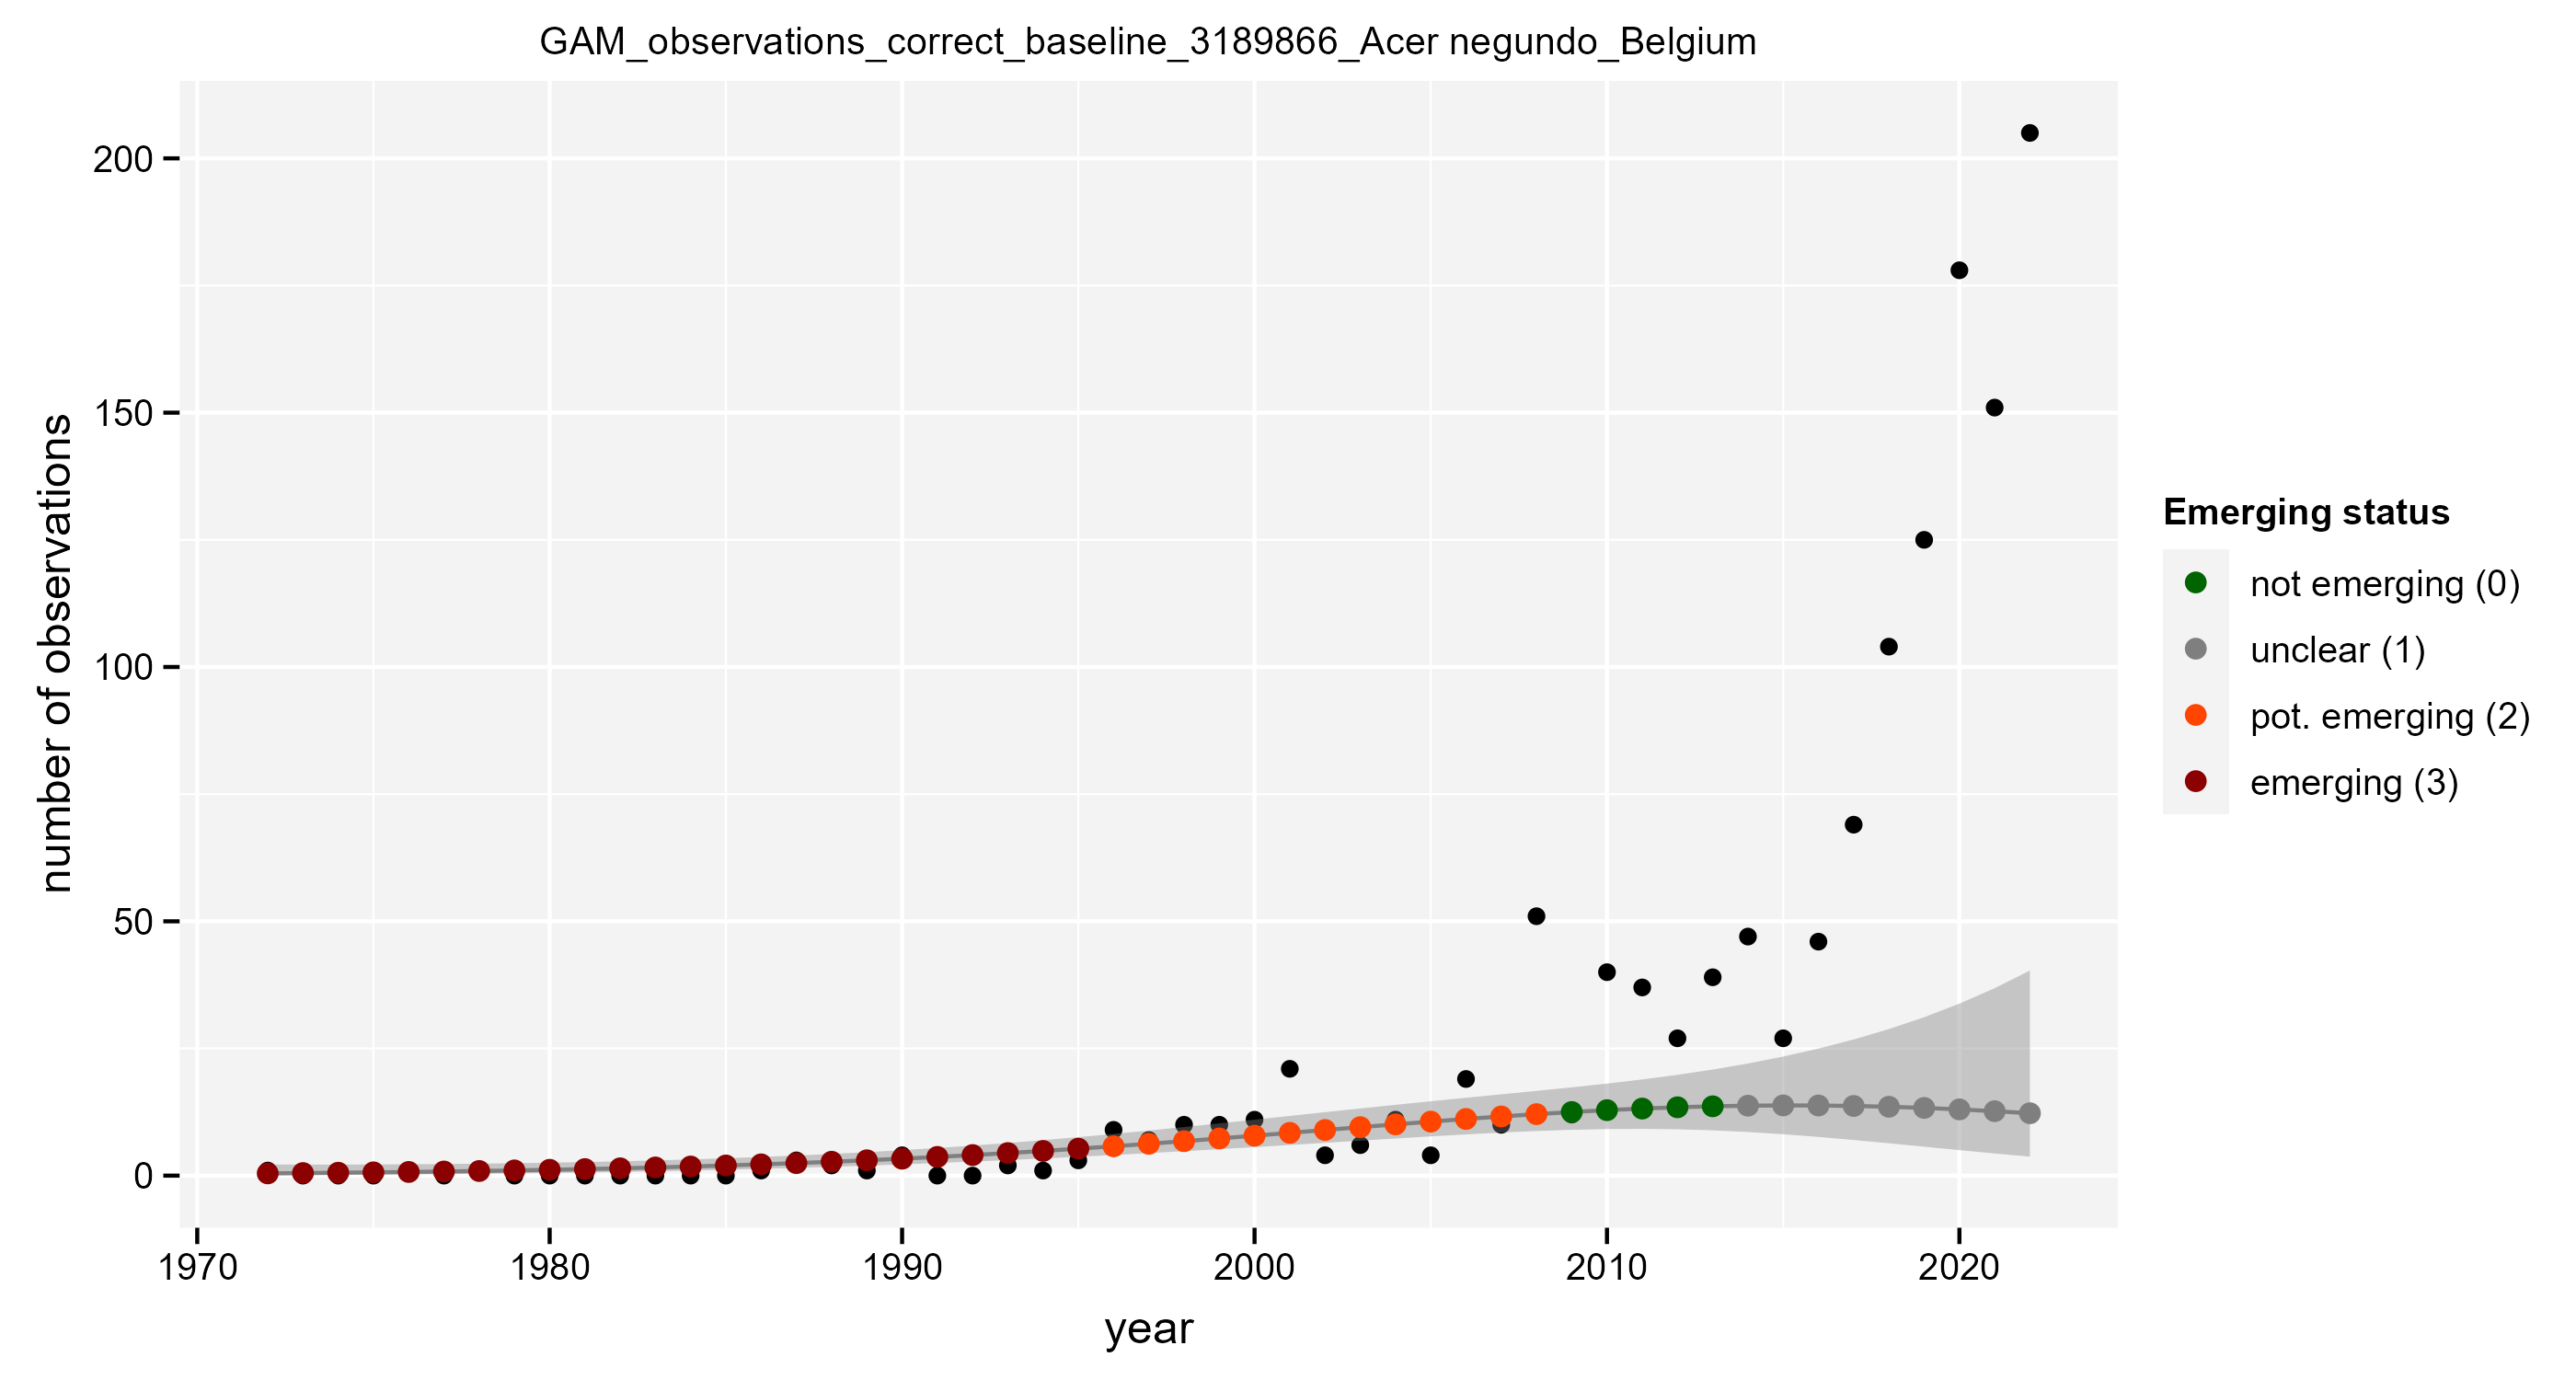 GAM_observations_correct_baseline_3189866_Acer negundo_Belgium
number of observations
200
150
100
50
0
1970
1980
1990
2000
2010
2020
year
Emerging status
not emerging (0)
unclear (1)
pot. emerging (2)
emerging (3)